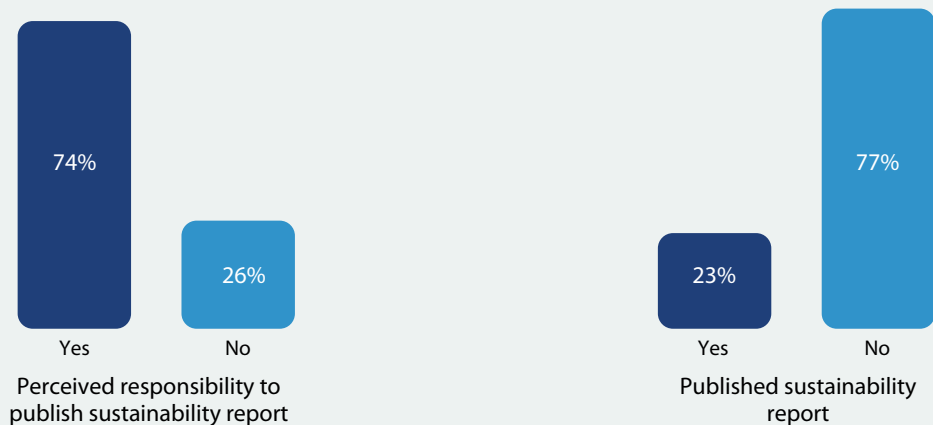 74%
26%
Yes
No
Perceived responsibility to
publish sustainability report
23%
77%
Yes
No
Published sustainability
report